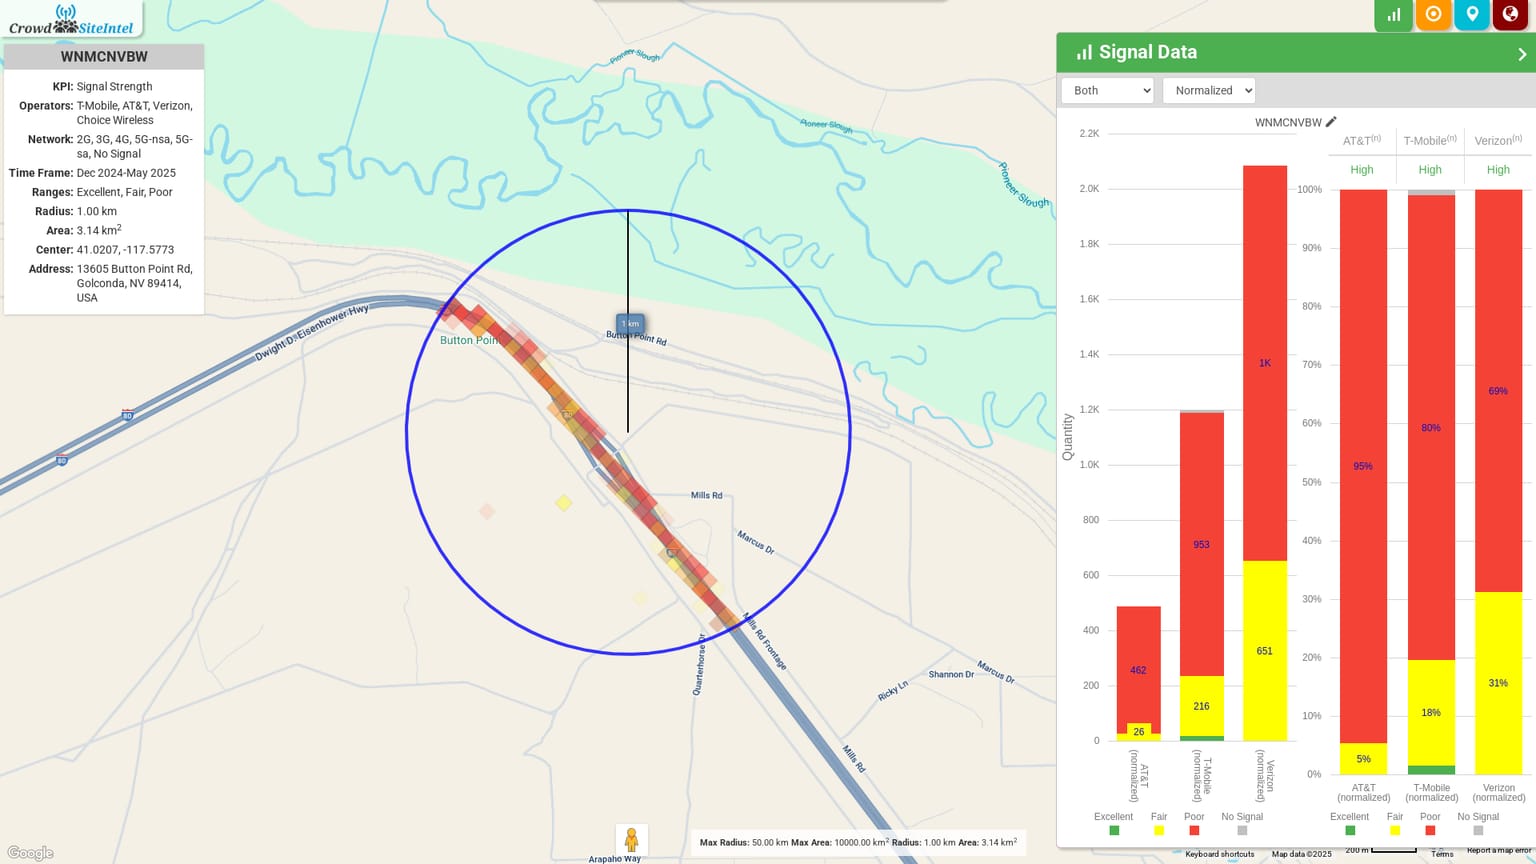 Crowd SiteIntel
WNMCNVBW
KPI: Signal Strength
Operators: T-Mobile, AT&T, Verizon,
Choice Wireless
Network: 2G, 3G, 4G, 5G-nsa, 5G-
sa, No Signal
Time Frame: Dec 2024-May 2025
Ranges: Excellent, Fair, Poor
Radius: 1.00 km
Area: 3.14 km2
Center: 41.0207, -117.5773
Address: 13605 Button Point Rd,
Golconda, NV 89414,
USA
Pioneer Slough
Pioneer Slough
Pioneer Slough
Dwight D. Eisenhower Hwy
80
80
Button Poin
1 km
Button Point Rd
Mills Rd
Marcus Dr
Mills Rd Frontage
Quarterhorse Dr
Shannon Dr
Marcus Dr
Ricky Ln
Mills Rd
Arapaho Way
Google
Max Radius: 50.00 km Max Area: 10000.00 km2 Radius: 1.00 km Area: 3.14 km2
Signal Data
Both
Normalized
WNMCNVBW
Quantity
2.2K
2.0K
1.8K
1.6K
1.4K
1.2K
1.0K
800
600
400
200
0
462
26
953
216
1K
651
AT&T
(normalized)
T-Mobile
(normalized)
Verizon
(normalized)
Excellent Fair Poor No Signal
AT&T(n) T-Mobile(n) Verizon(n)
High High High
100%
90%
80%
70%
60%
50%
40%
30%
20%
10%
0%
95%
5%
80%
18%
69%
31%
AT&T
(normalized)
T-Mobile
(normalized)
Verizon
(normalized)
Excellent Fair Poor No Signal
Keyboard shortcuts Map data ©2025 200 m Terms Report a map error